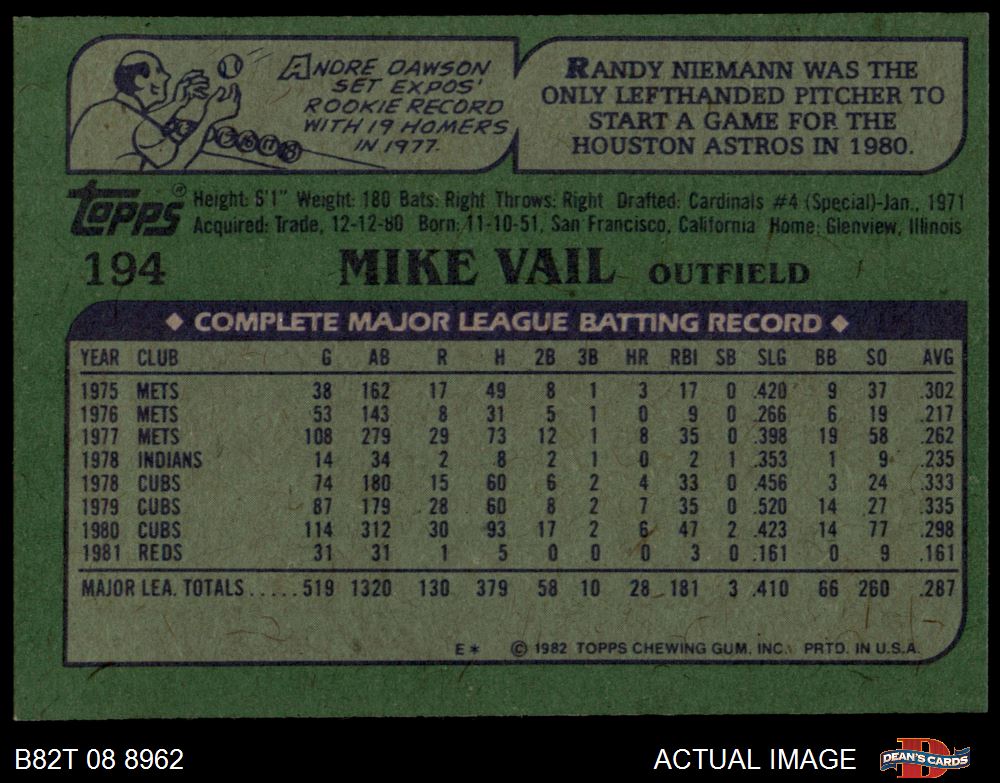 ANDRE DAWSON
SET EXPOS'
ROOKIE RECORD
WITH 19 HOMERS
IN 1977.
RANDY NIEMANN WAS THE
ONLY LEFTHANDED PITCHER TO
START A GAME FOR THE
HOUSTON ASTROS IN 1980.
Topps® Height: 6'1" Weight: 180 Bats: Right Throws: Right Drafted: Cardinals #4 (Special)-Jan., 1971
Acquired: Trade, 12-12-80 Born: 11-10-51, San Francisco, California Home: Glenview, Illinois
194 MIKE VAIL OUTFIELD
◆ COMPLETE MAJOR LEAGUE BATTING RECORD ◆
YEAR CLUB G AB R H 2B 3B HR RBI SB SLG BB SO AVG
1975 METS 38 162 17 49 8 1 3 17 0 .420 9 37 .302
1976 METS 53 143 8 31 5 1 0 9 0 .266 6 19 .217
1977 METS 108 279 29 73 12 1 8 35 0 .398 19 58 .262
1978 INDIANS 14 34 2 8 2 1 0 2 1 .353 1 9 .235
1978 CUBS 74 180 15 60 6 2 4 33 0 .456 3 24 .333
1979 CUBS 87 179 28 60 8 2 7 35 0 .520 14 27 .335
1980 CUBS 114 312 30 93 17 2 6 47 2 .423 14 77 .298
1981 REDS 31 31 1 5 0 0 0 3 0 .161 0 9 .161
MAJOR LEA. TOTALS.....519 1320 130 379 58 10 28 181 3 .410 66 260 .287
E* © 1982 TOPPS CHEWING GUM, INC. PRTD. IN U.S.A.
B82T 08 8962 ACTUAL IMAGE DEAN'S CARDS